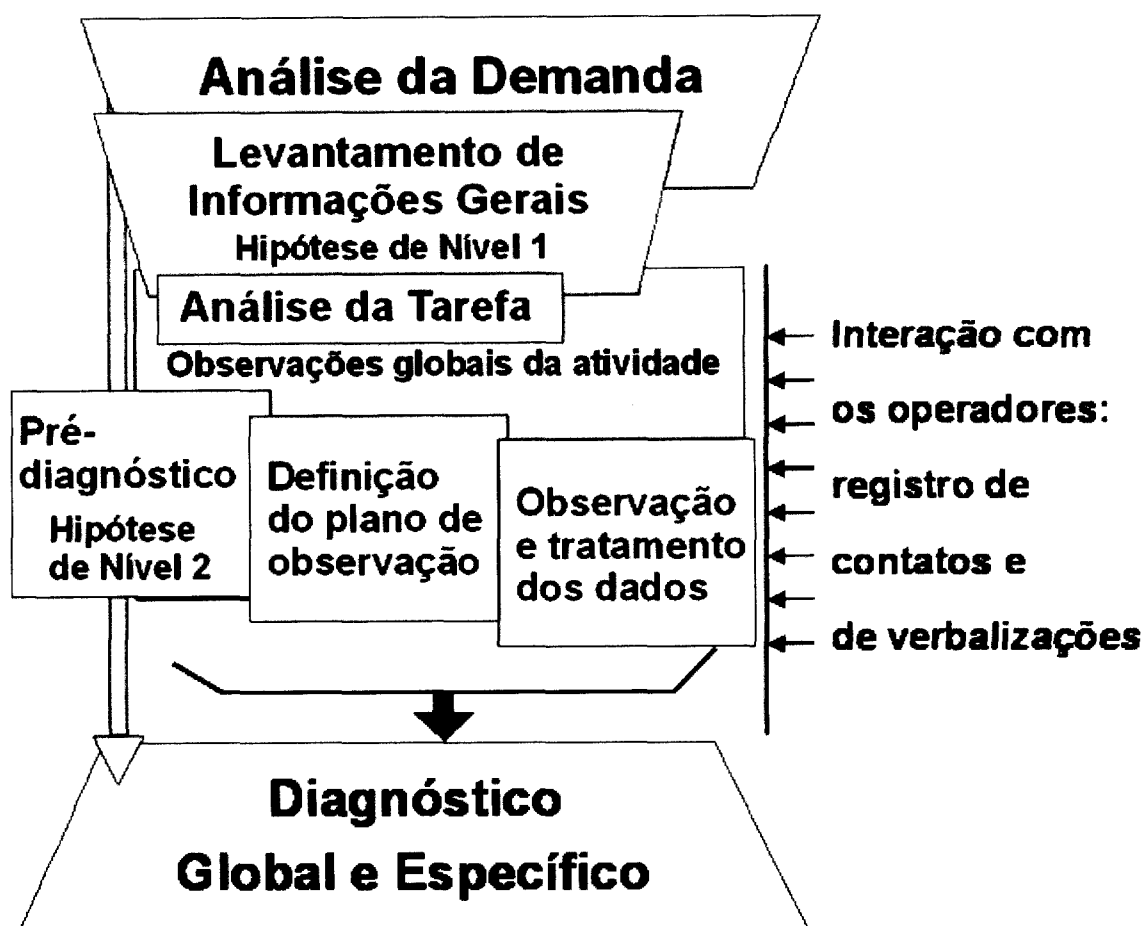 Análise da Demanda
Levantamento de
Informações Gerais
Hipótese de Nível 1
Análise da Tarefa
Observações globais da atividade
Pré-
diagnóstico
Hipótese
de Nível 2
Definição
do plano de
observação
Observação
e tratamento
dos dados
Interação com
os operadores:
registro de
contatos e
de verbalizações
Diagnóstico
Global e Específico